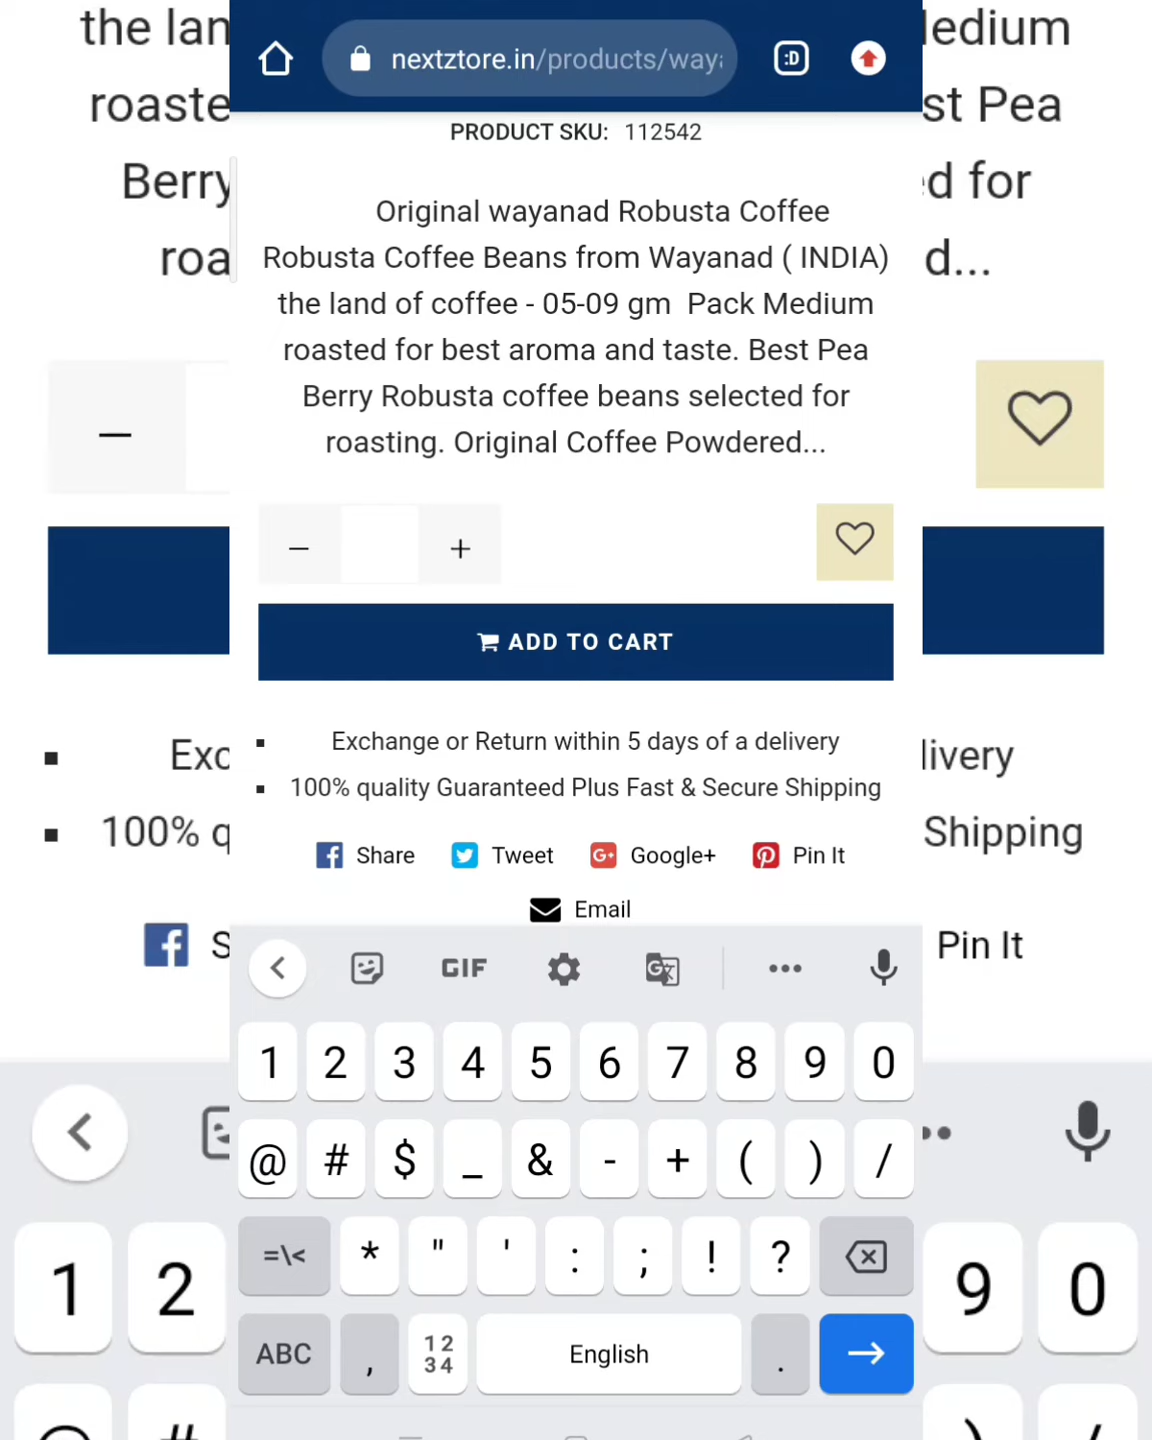 nextztore.in/products/way
PRODUCT SKU: 112542
Original wayanad Robusta Coffee
Robusta Coffee Beans from Wayanad ( INDIA)
the land of coffee - 05-09 gm Pack Medium
roasted for best aroma and taste. Best Pea
Berry Robusta coffee beans selected for
roasting. Original Coffee Powdered...
− +
ADD TO CART
Exchange or Return within 5 days of a delivery
100% quality Guaranteed Plus Fast & Secure Shipping
Share Tweet Google+ Pin It
Email
GIF
1 2 3 4 5 6 7 8 9 0
@ # $ _ & - + ( ) /
=\< * " ' : ; ! ?
ABC , 1234 English .